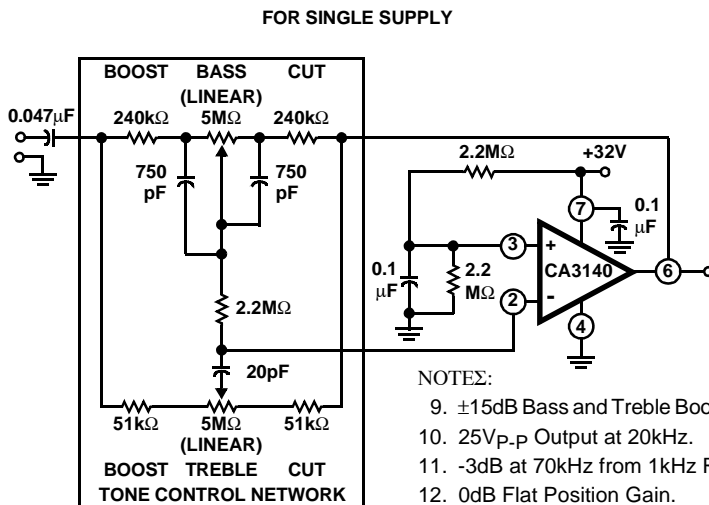 FOR SINGLE SUPPLY
BOOST BASS CUT
(LINEAR)
0.047μF
240kΩ 5MΩ 240kΩ
750
pF
750
pF
2.2MΩ
+32V
7
0.1
μF
3
+
CA3140
6
0.1
μF
2.2
MΩ
2
-
4
2.2MΩ
20pF
51kΩ 5MΩ 51kΩ
(LINEAR)
BOOST TREBLE CUT
TONE CONTROL NETWORK
NOTEΣ:
9. ±15dB Bass and Treble Boo
10. 25VP-P Output at 20kHz.
11. -3dB at 70kHz from 1kHz F
12. 0dB Flat Position Gain.